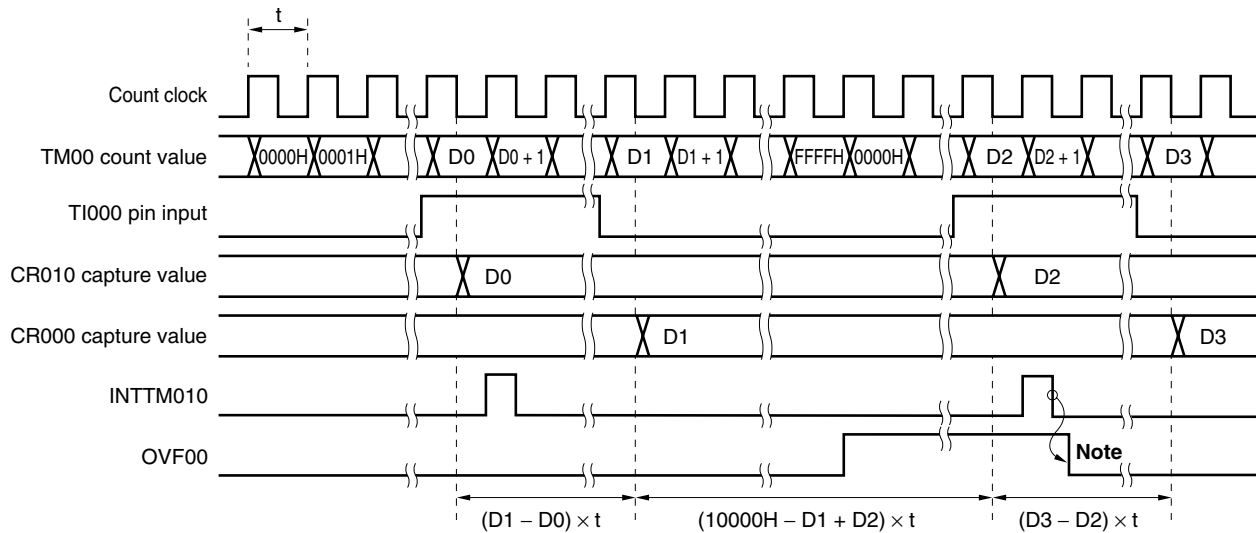 t
Count clock
TM00 count value 0000H 0001H D0 D0 + 1 D1 D1 + 1 FFFFH 0000H D2 D2 + 1 D3
TI000 pin input
CR010 capture value D0 D2
CR000 capture value D1 D3
INTTM010
OVF00 Note
(D1 − D0) × t (10000H − D1 + D2) × t (D3 − D2) × t